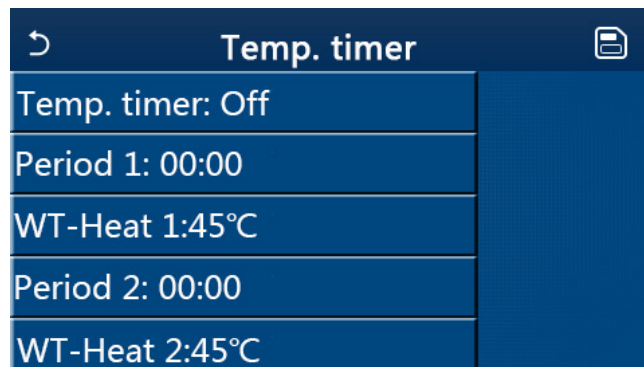 Temp. timer
Temp. timer: Off
Period 1: 00:00
WT-Heat 1:45℃
Period 2: 00:00
WT-Heat 2:45℃